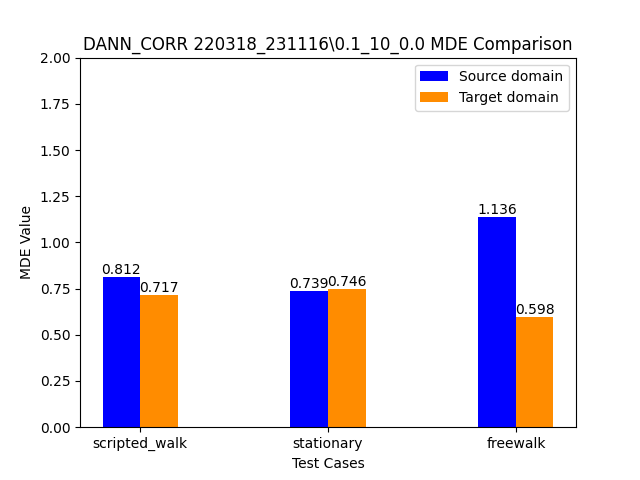 DANN_CORR 220318_231116\0.1_10_0.0 MDE Comparison
Source domain
Target domain
MDE Value
2.00
1.75
1.50
1.25
1.00
0.75
0.50
0.25
0.00
0.812
0.717
0.739
0.746
1.136
0.598
scripted_walk
stationary
freewalk
Test Cases